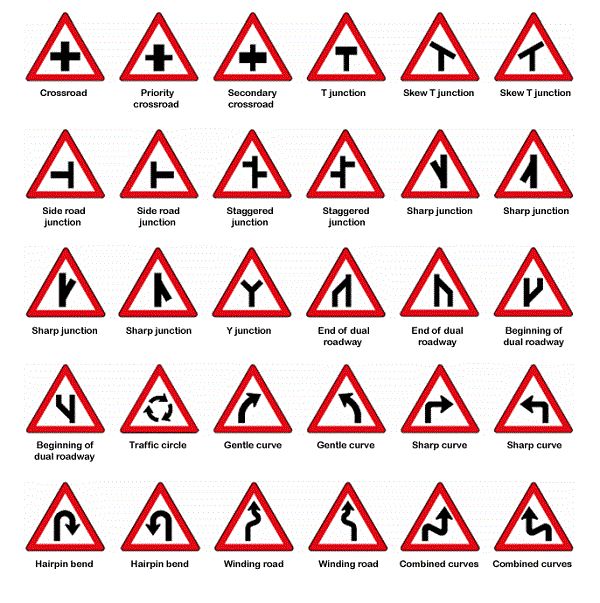 Crossroad
Priority
crossroad
Secondary
crossroad
T junction
Skew T junction
Skew T junction
Side road
junction
Side road
junction
Staggered
junction
Staggered
junction
Sharp junction
Sharp junction
Sharp junction
Sharp junction
Y junction
End of dual
roadway
End of dual
roadway
Beginning of
dual roadway
Beginning of
dual roadway
Traffic circle
Gentle curve
Gentle curve
Sharp curve
Sharp curve
Hairpin bend
Hairpin bend
Winding road
Winding road
Combined curves
Combined curves